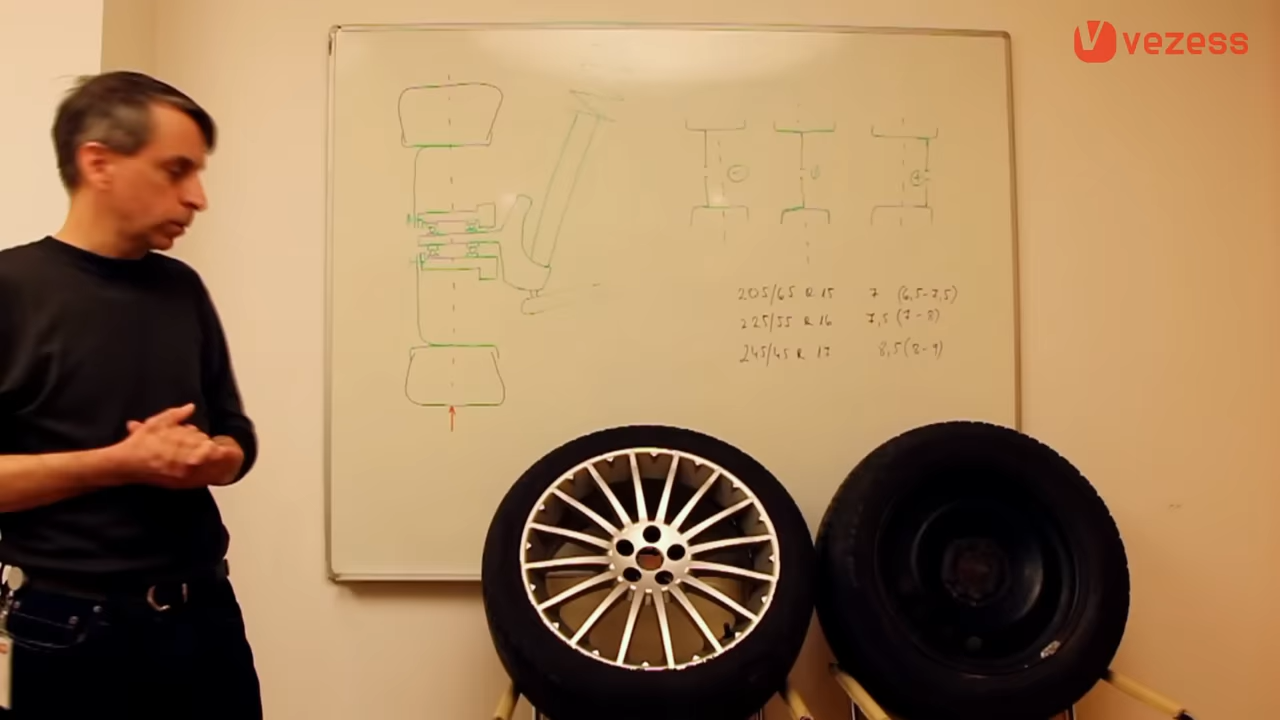 vezess
205/65 R 15 7 (6,5-7,5)
225/55 R 16 7,5 (7-8)
245/45 R 17 8,5 (8-9)